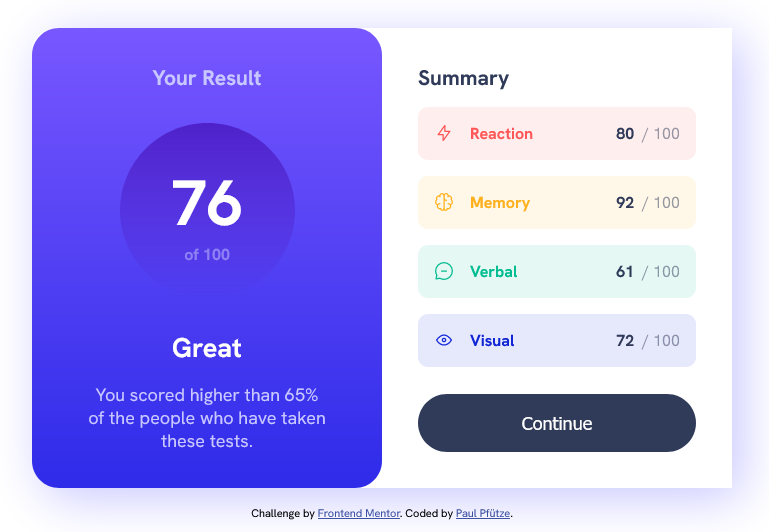 Your Result
76
of 100
Great
You scored higher than 65%
of the people who have taken
these tests.
Summary
Reaction 80 / 100
Memory 92 / 100
Verbal 61 / 100
Visual 72 / 100
Continue
Challenge by Frontend Mentor. Coded by Paul Pfütze.